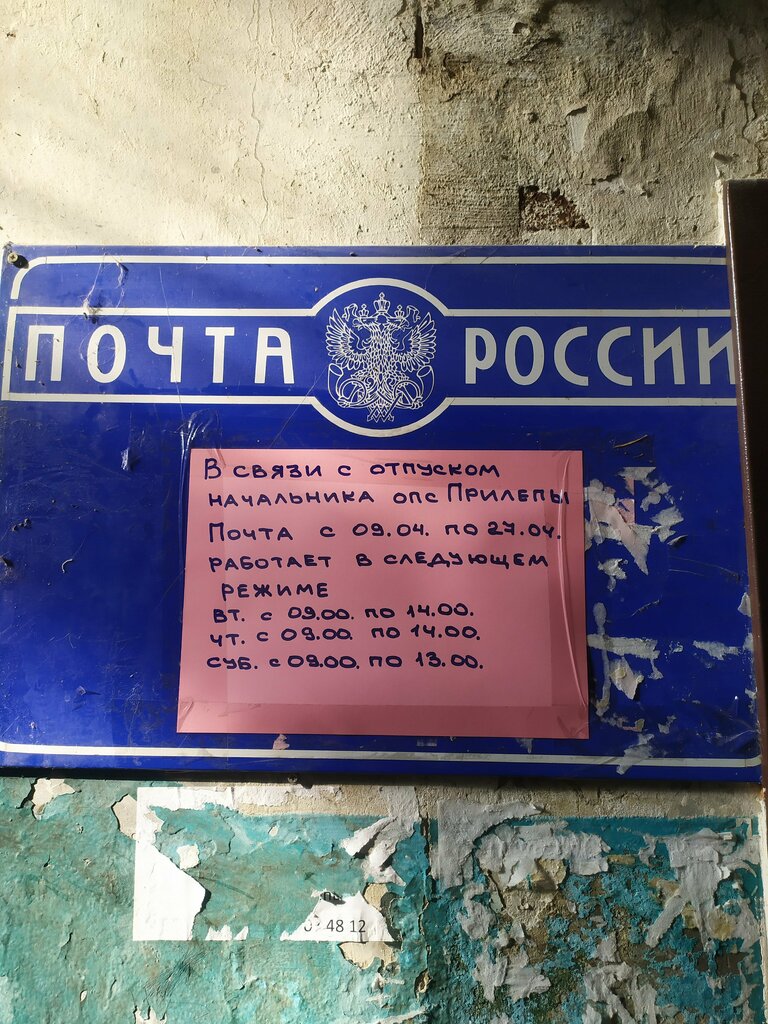 ПОЧТА РОССИИ
В СВЯЗИ С ОТПУСКОМ
НАЧАЛЬНИКА ОПС ПРИЛЕПЫ
ПОЧТА С 09.04. ПО 27.04.
РАБОТАЕТ В СЛЕДУЮЩЕМ
РЕЖИМЕ
ВТ. С 09.00. ПО 14.00.
ЧТ. С 09.00. ПО 14.00.
СУБ. С 09.00. ПО 13.00.
48 12